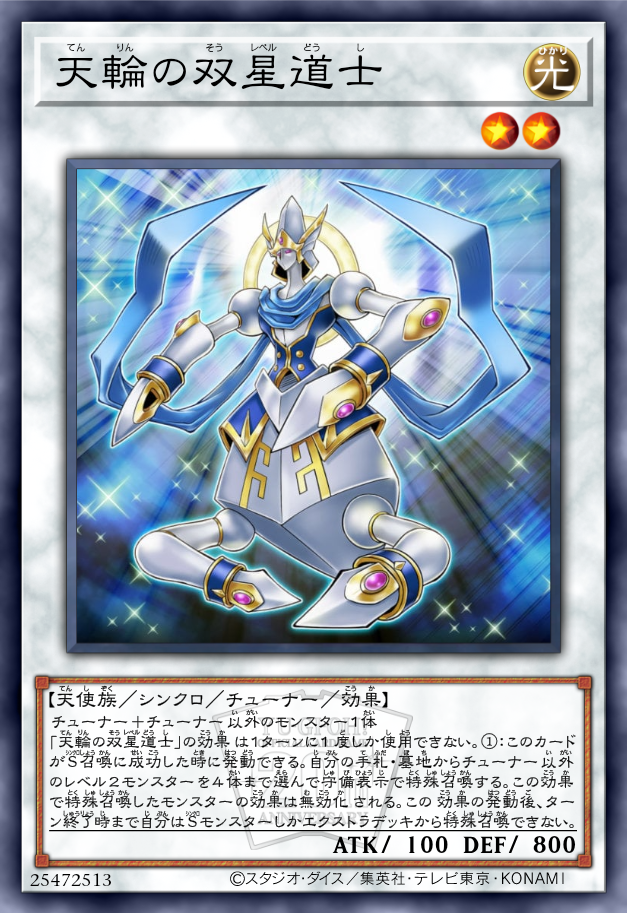 天輪の双星道士
光
【天使族／シンクロ／チューナー／効果】
チューナー＋チューナー以外のモンスター1体
「天輪の双星道士」の効果は1ターンに1度しか使用できない。①：このカード
がS召喚に成功した時に発動できる。自分の手札・墓地からチューナー以外
のレベル2モンスターを4体まで選んで守備表示で特殊召喚する。この効果
で特殊召喚したモンスターの効果は無効化される。この効果の発動後、ター
ン終了時まで自分はSモンスターしかエクストラデッキから特殊召喚できない。
ATK/ 100 DEF/ 800
25472513
©スタジオ・ダイス／集英社・テレビ東京・KONAMI